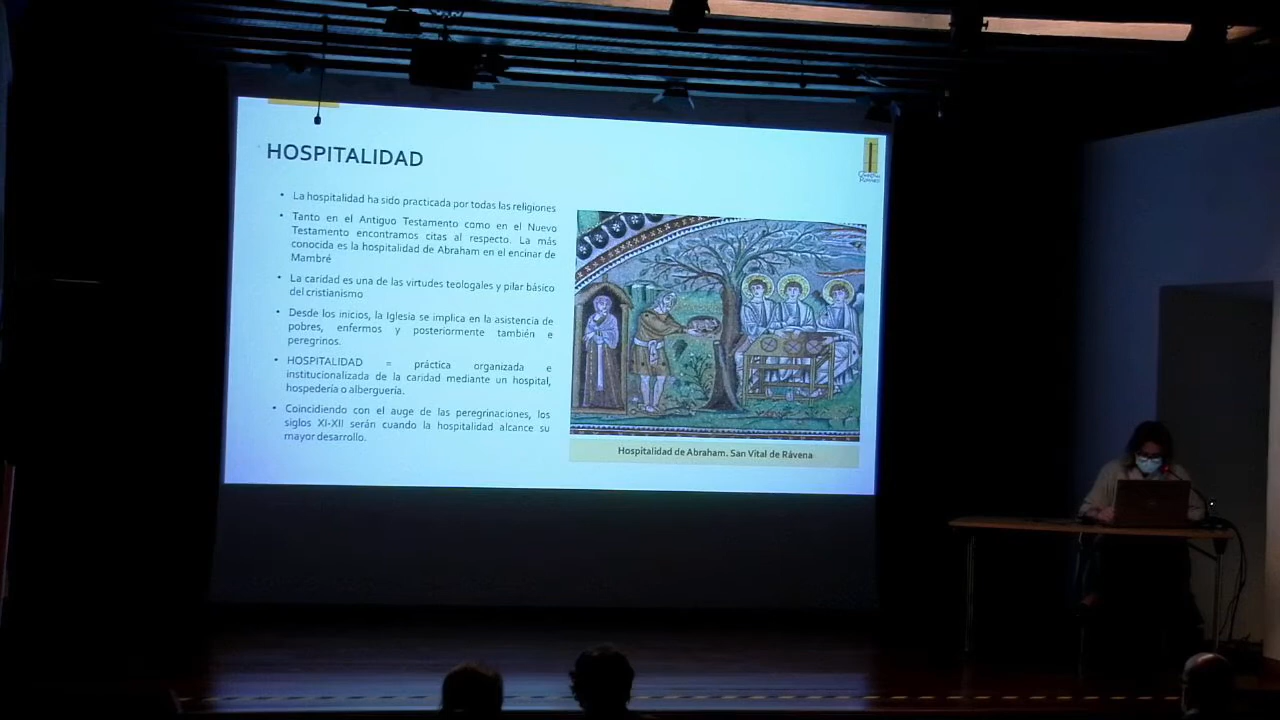 HOSPITALIDAD
• La hospitalidad ha sido practicada por todas las religiones
• Tanto en el Antiguo Testamento como en el Nuevo
Testamento encontramos citas al respecto. La más
conocida es la hospitalidad de Abraham en el encinar de
Mambré
• La caridad es una de las virtudes teologales y pilar básico
del cristianismo
• Desde los inicios, la Iglesia se implica en la asistencia de
pobres, enfermos y posteriormente también e
peregrinos.
• HOSPITALIDAD = práctica organizada e
institucionalizada de la caridad mediante un hospital,
hospedería o alberguería.
• Coincidiendo con el auge de las peregrinaciones, los
siglos XI-XII serán cuando la hospitalidad alcance su
mayor desarrollo.
Hospitalidad de Abraham. San Vital de Rávena